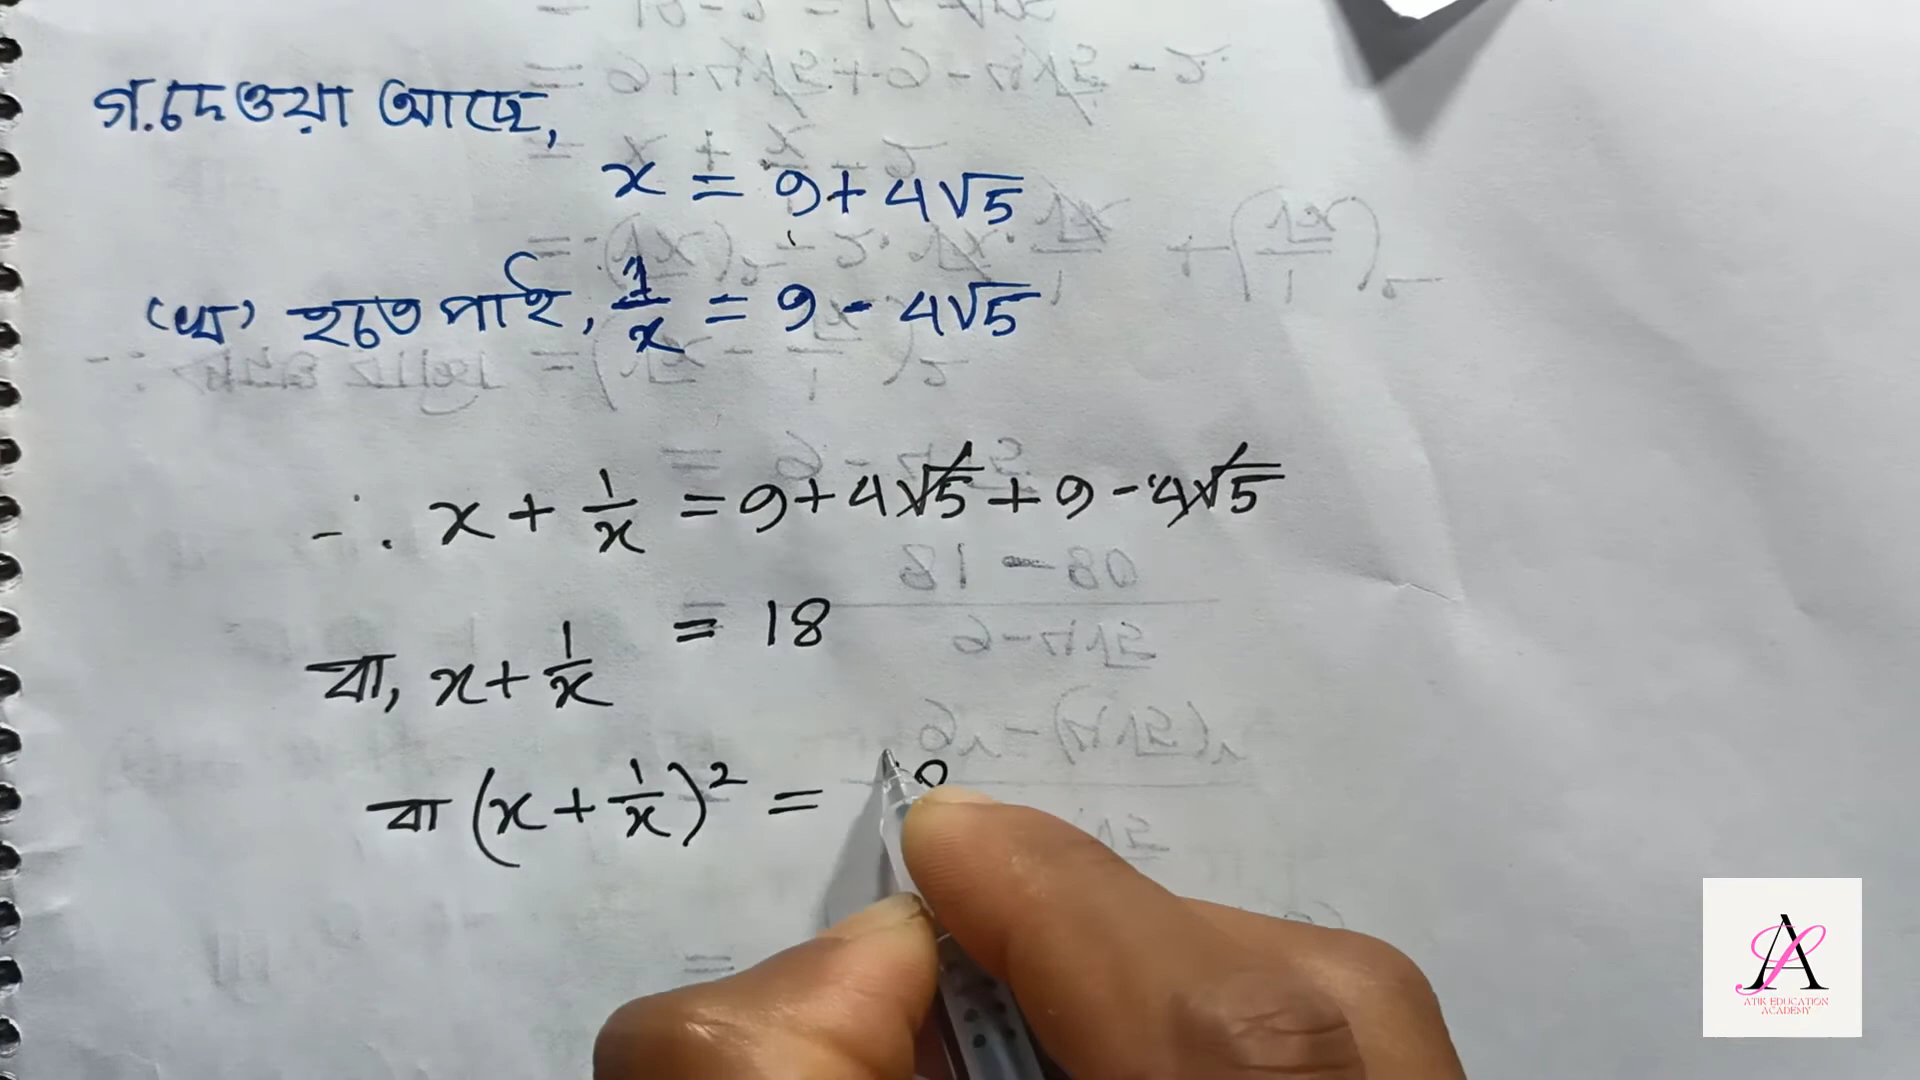 গ. দেওয়া আছে,
x = 9 + 4√5
'খ' হতে পাই, 1/x = 9 - 4√5
∴ x + 1/x = 9 + 4√5 + 9 - 4√5
= 18
বা, x + 1/x
বা (x + 1/x)² =
ATIK EDUCATION
ACADEMY